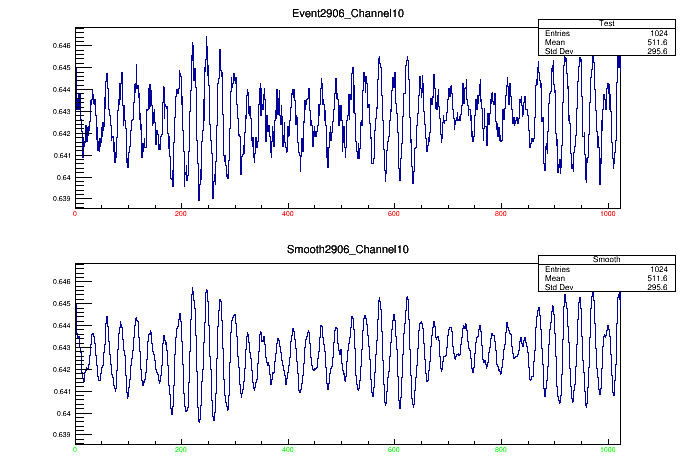 Event2906_Channel10
Test
Entries 1024
Mean 511.6
Std Dev 295.6
0.646
0.645
0.644
0.643
0.642
0.641
0.64
0.639
0 200 400 600 800 1000
Smooth2906_Channel10
Smooth
Entries 1024
Mean 511.6
Std Dev 295.6
0.646
0.645
0.644
0.643
0.642
0.641
0.64
0.639
0 200 400 600 800 1000